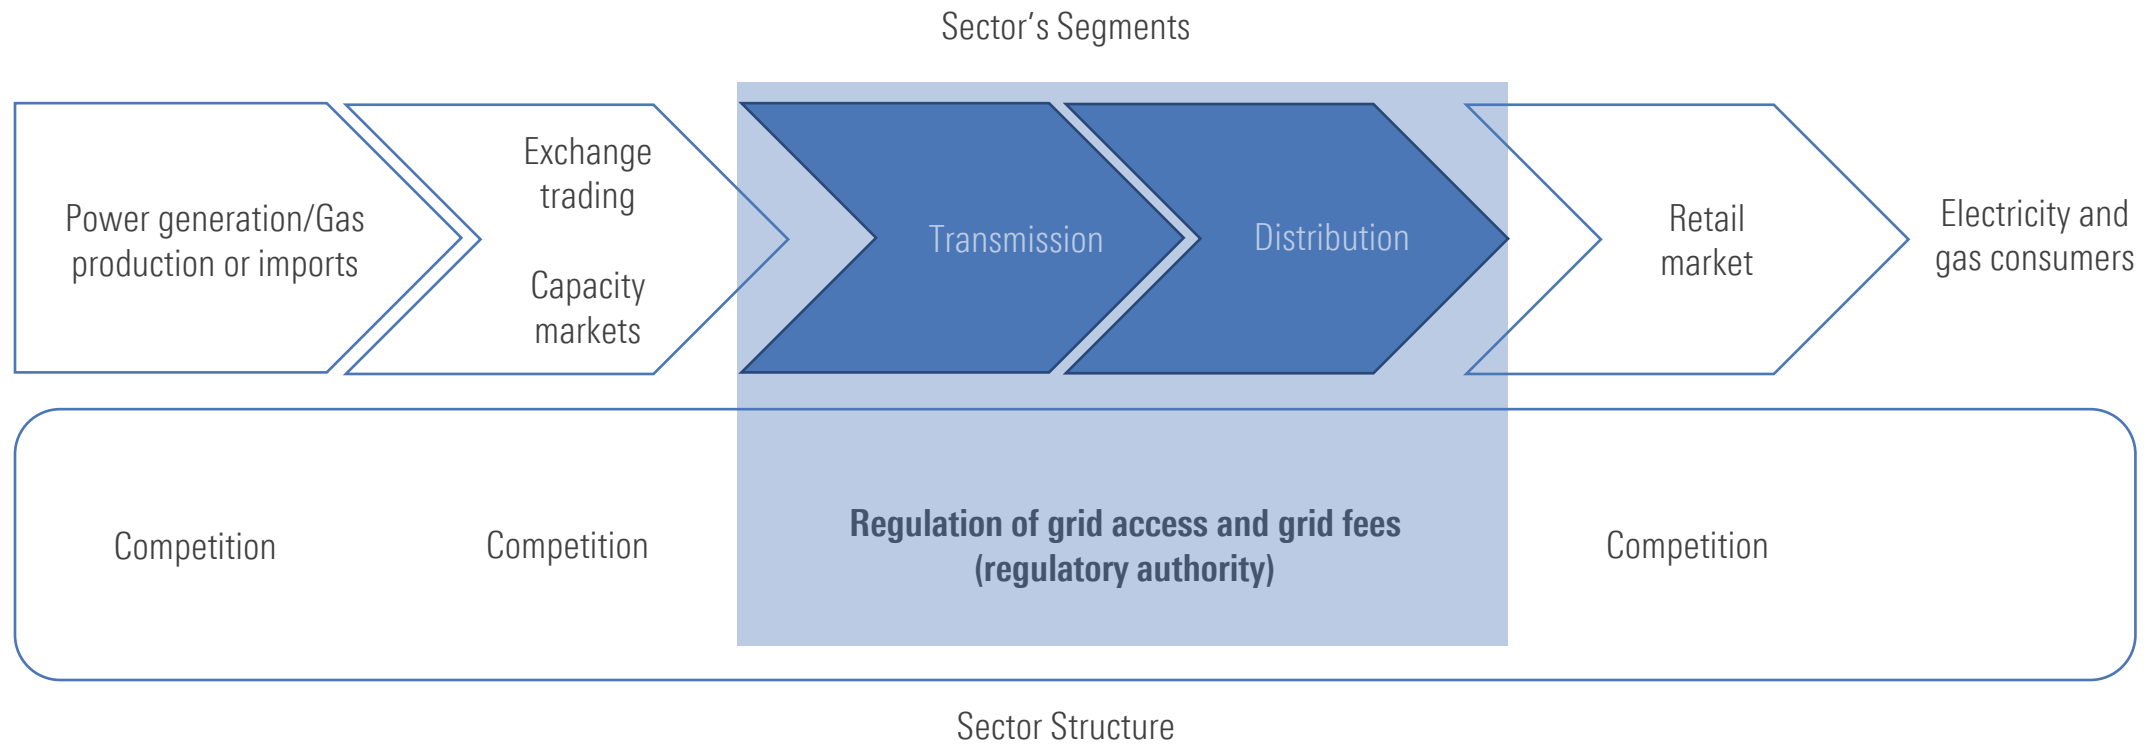 Sector’s Segments
Power generation/Gas
production or imports
Exchange
trading
Capacity
markets
Transmission
Distribution
Retail
market
Electricity and
gas consumers
Competition
Competition
Regulation of grid access and grid fees
(regulatory authority)
Competition
Sector Structure